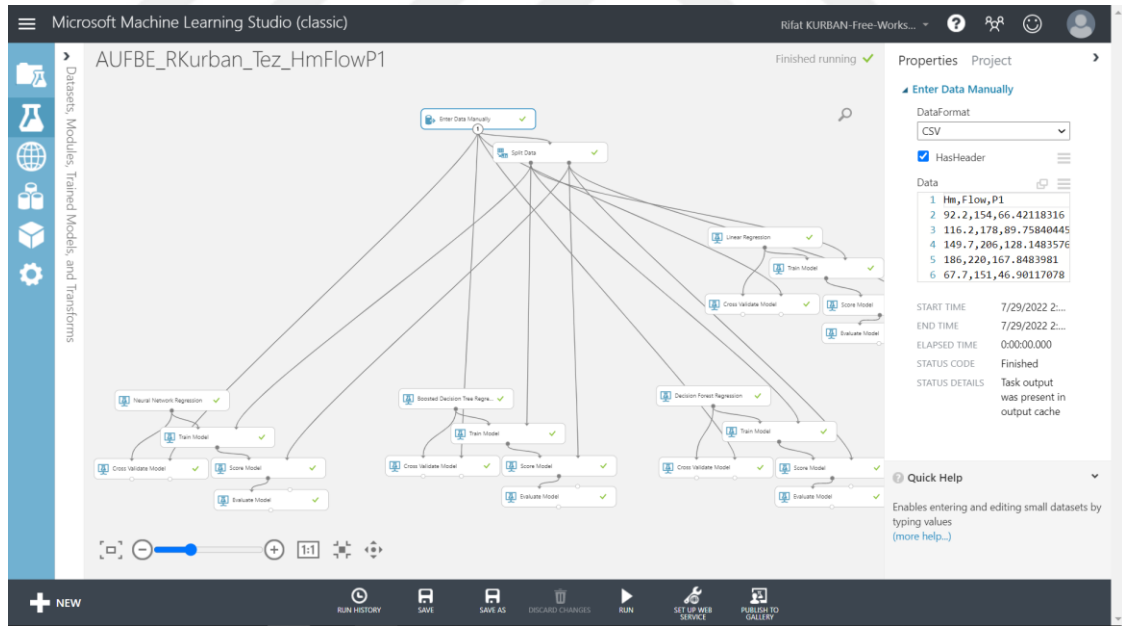 Microsoft Machine Learning Studio (classic)
Rifat KURBAN-Free-Works...
AUFBE_RKurban_Tez_HmFlowP1
Finished running
Datasets, Modules, Trained Models, and Transforms
Enter Data Manually
1
Split Data
Linear Regression
Train Model
Cross Validate Model
Score Model
Evaluate Model
Neural Network Regression
Train Model
Cross Validate Model
Score Model
Evaluate Model
Boosted Decision Tree Regre...
Train Model
Cross Validate Model
Score Model
Evaluate Model
Decision Forest Regression
Train Model
Cross Validate Model
Score Model
Evaluate Model
1:1
Properties Project
Enter Data Manually
DataFormat
CSV
HasHeader
Data
1 Hm,Flow,P1
2 92.2,154,66.42118316
3 116.2,178,89.75840445
4 149.7,206,128.1483576
5 186,220,167.8483981
6 67.7,151,46.90117078
START TIME 7/29/2022 2:...
END TIME 7/29/2022 2:...
ELAPSED TIME 0:00:00.000
STATUS CODE Finished
STATUS DETAILS Task output
was present in
output cache
Quick Help
Enables entering and editing small datasets by
typing values
(more help...)
NEW
RUN HISTORY
SAVE
SAVE AS
DISCARD CHANGES
RUN
SET UP WEB
SERVICE
PUBLISH TO
GALLERY